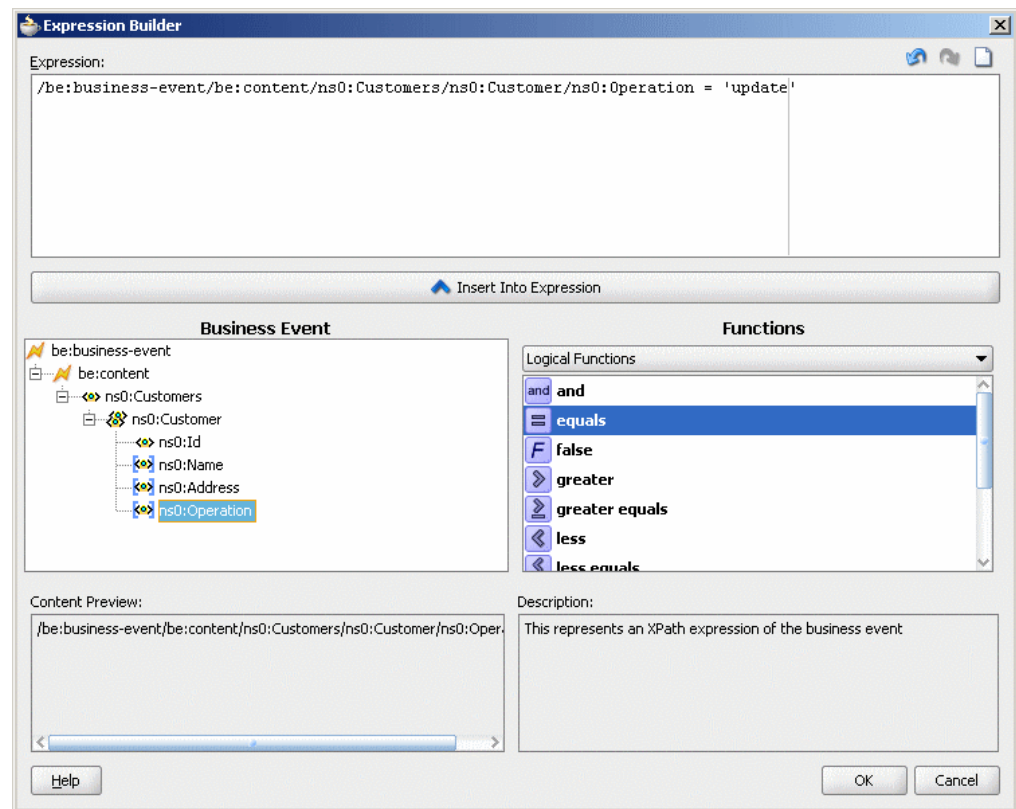 Expression Builder
Expression:
/be:business-event/be:content/ns0:Customers/ns0:Customer/ns0:Operation = 'update'
Insert Into Expression
Business Event
be:business-event
be:content
ns0:Customers
ns0:Customer
ns0:Id
ns0:Name
ns0:Address
ns0:Operation
Functions
Logical Functions
and and
equals
F false
greater
greater equals
less
less equals
Content Preview:
/be:business-event/be:content/ns0:Customers/ns0:Customer/ns0:Oper
Description:
This represents an XPath expression of the business event
Help
OK
Cancel